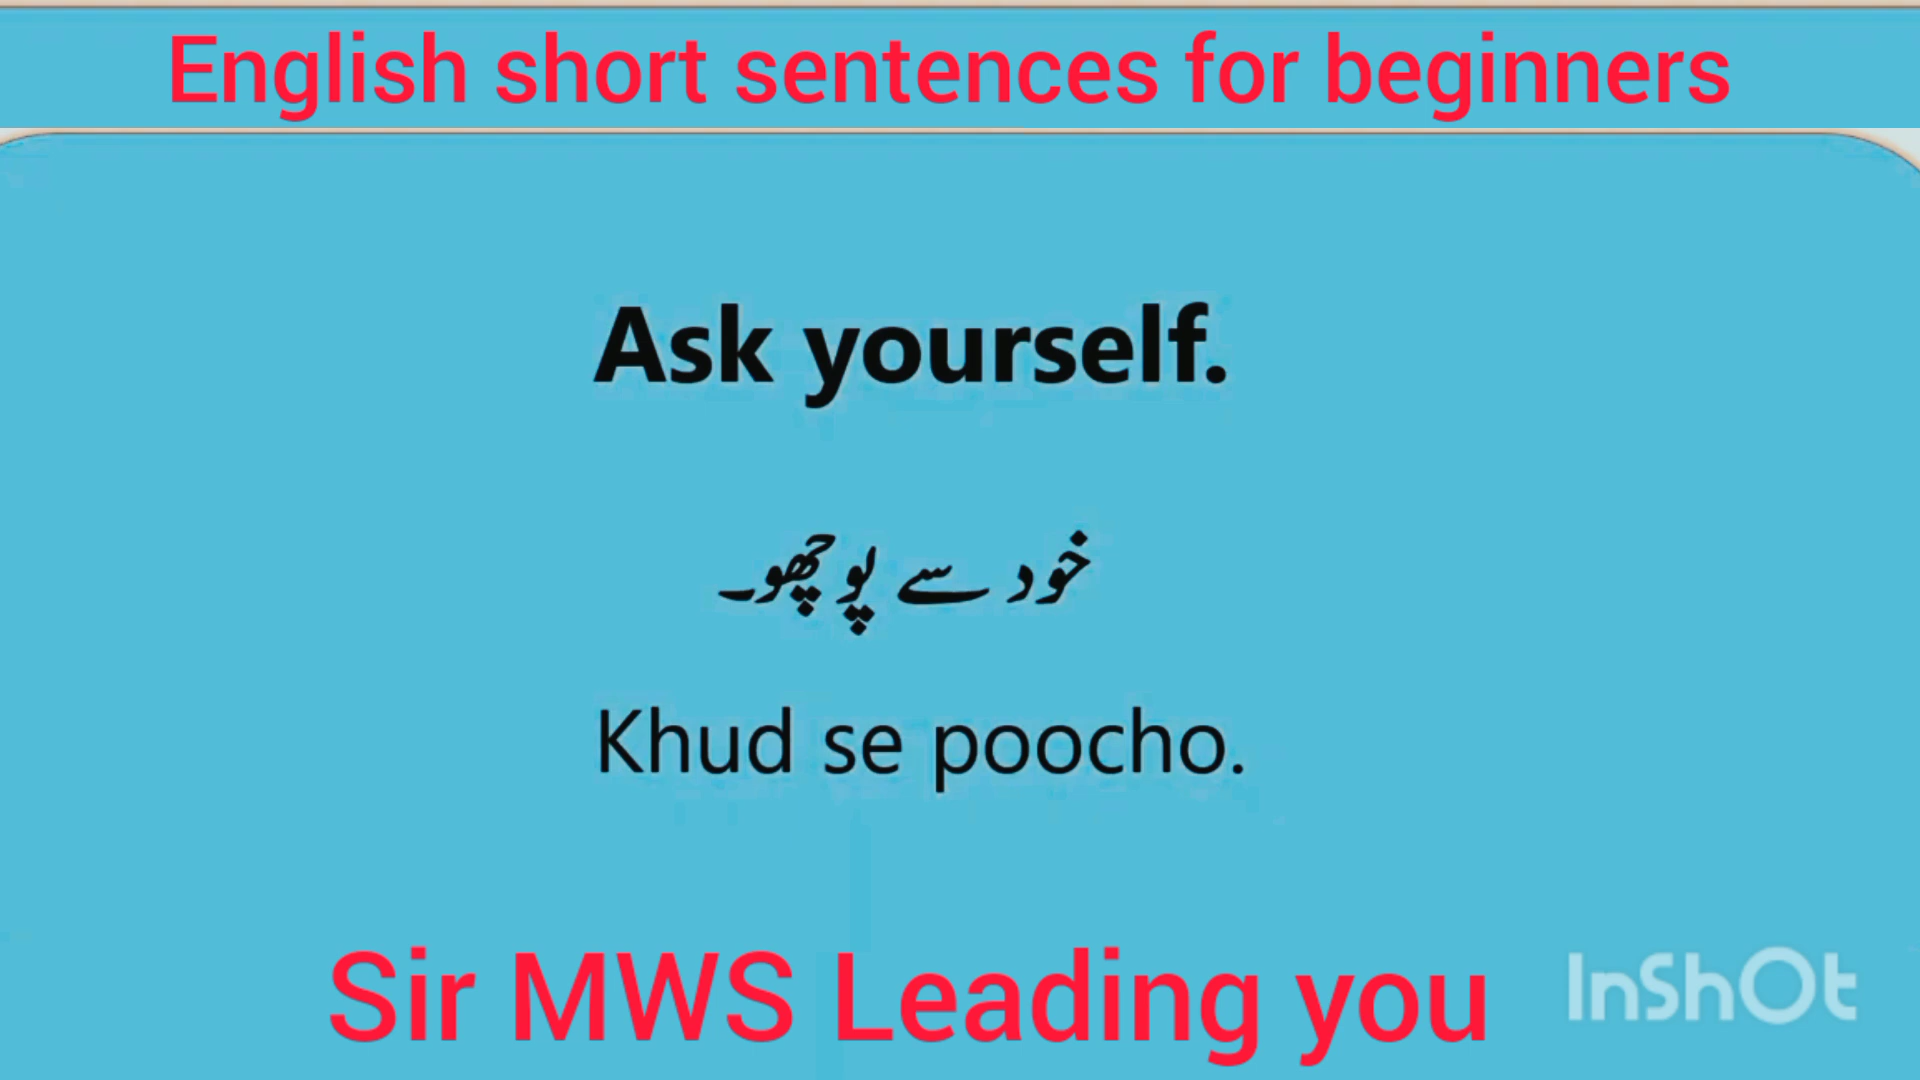 English short sentences for beginners
Ask yourself.
خود سے پوچھو۔
Khud se poocho.
Sir MWS Leading you
InShOt